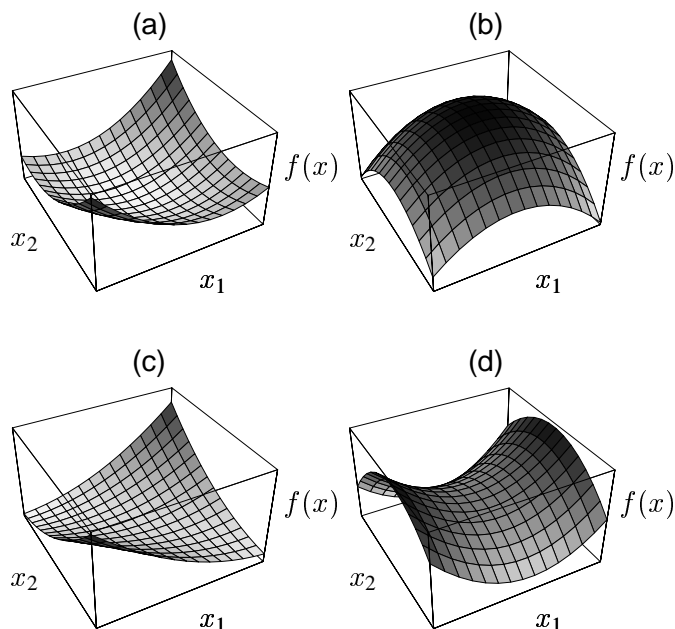 (a) (b)
f(x) f(x)
x₂ x₂
x₁ x₁
(c) (d)
f(x) f(x)
x₂ x₂
x₁ x₁